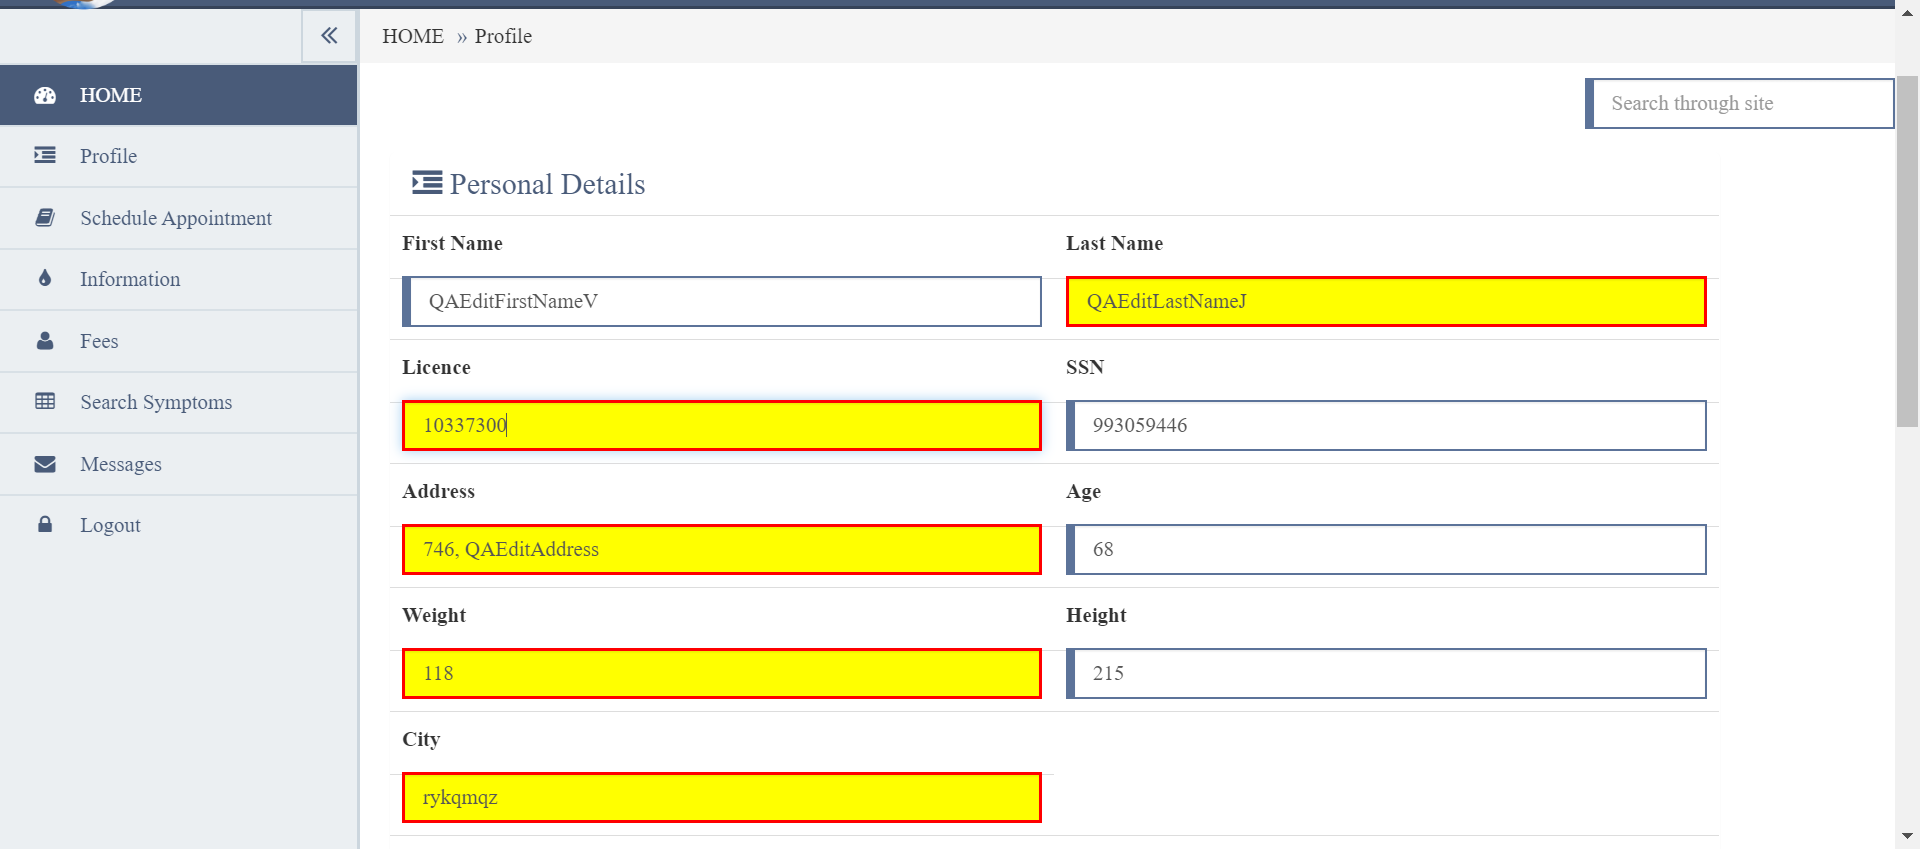 HOME » Profile
Search through site
HOME
Profile
Schedule Appointment
Information
Fees
Search Symptoms
Messages
Logout
Personal Details
First Name
Last Name
QAEditFirstNameV
QAEditLastNameJ
Licence
SSN
10337300
993059446
Address
Age
746, QAEditAddress
68
Weight
Height
118
215
City
rykqmqz